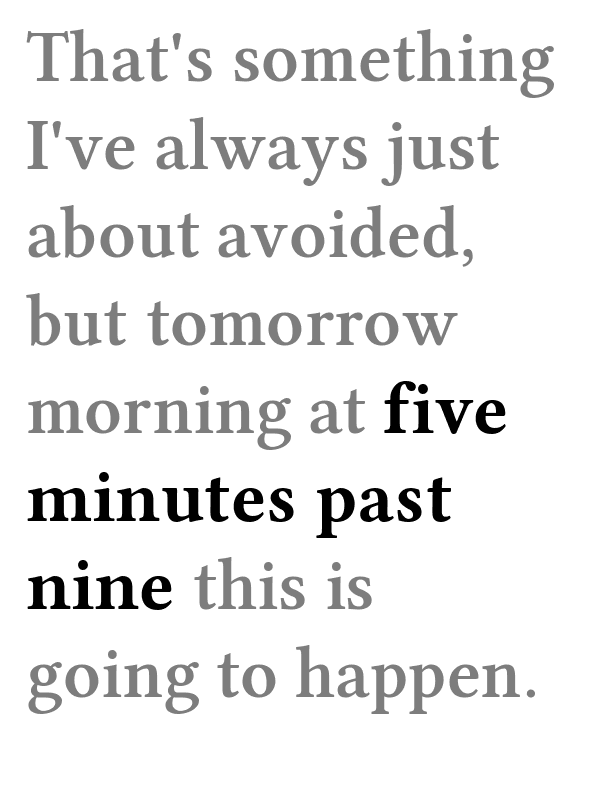 That's something
I've always just
about avoided,
but tomorrow
morning at five
minutes past
nine this is
going to happen.